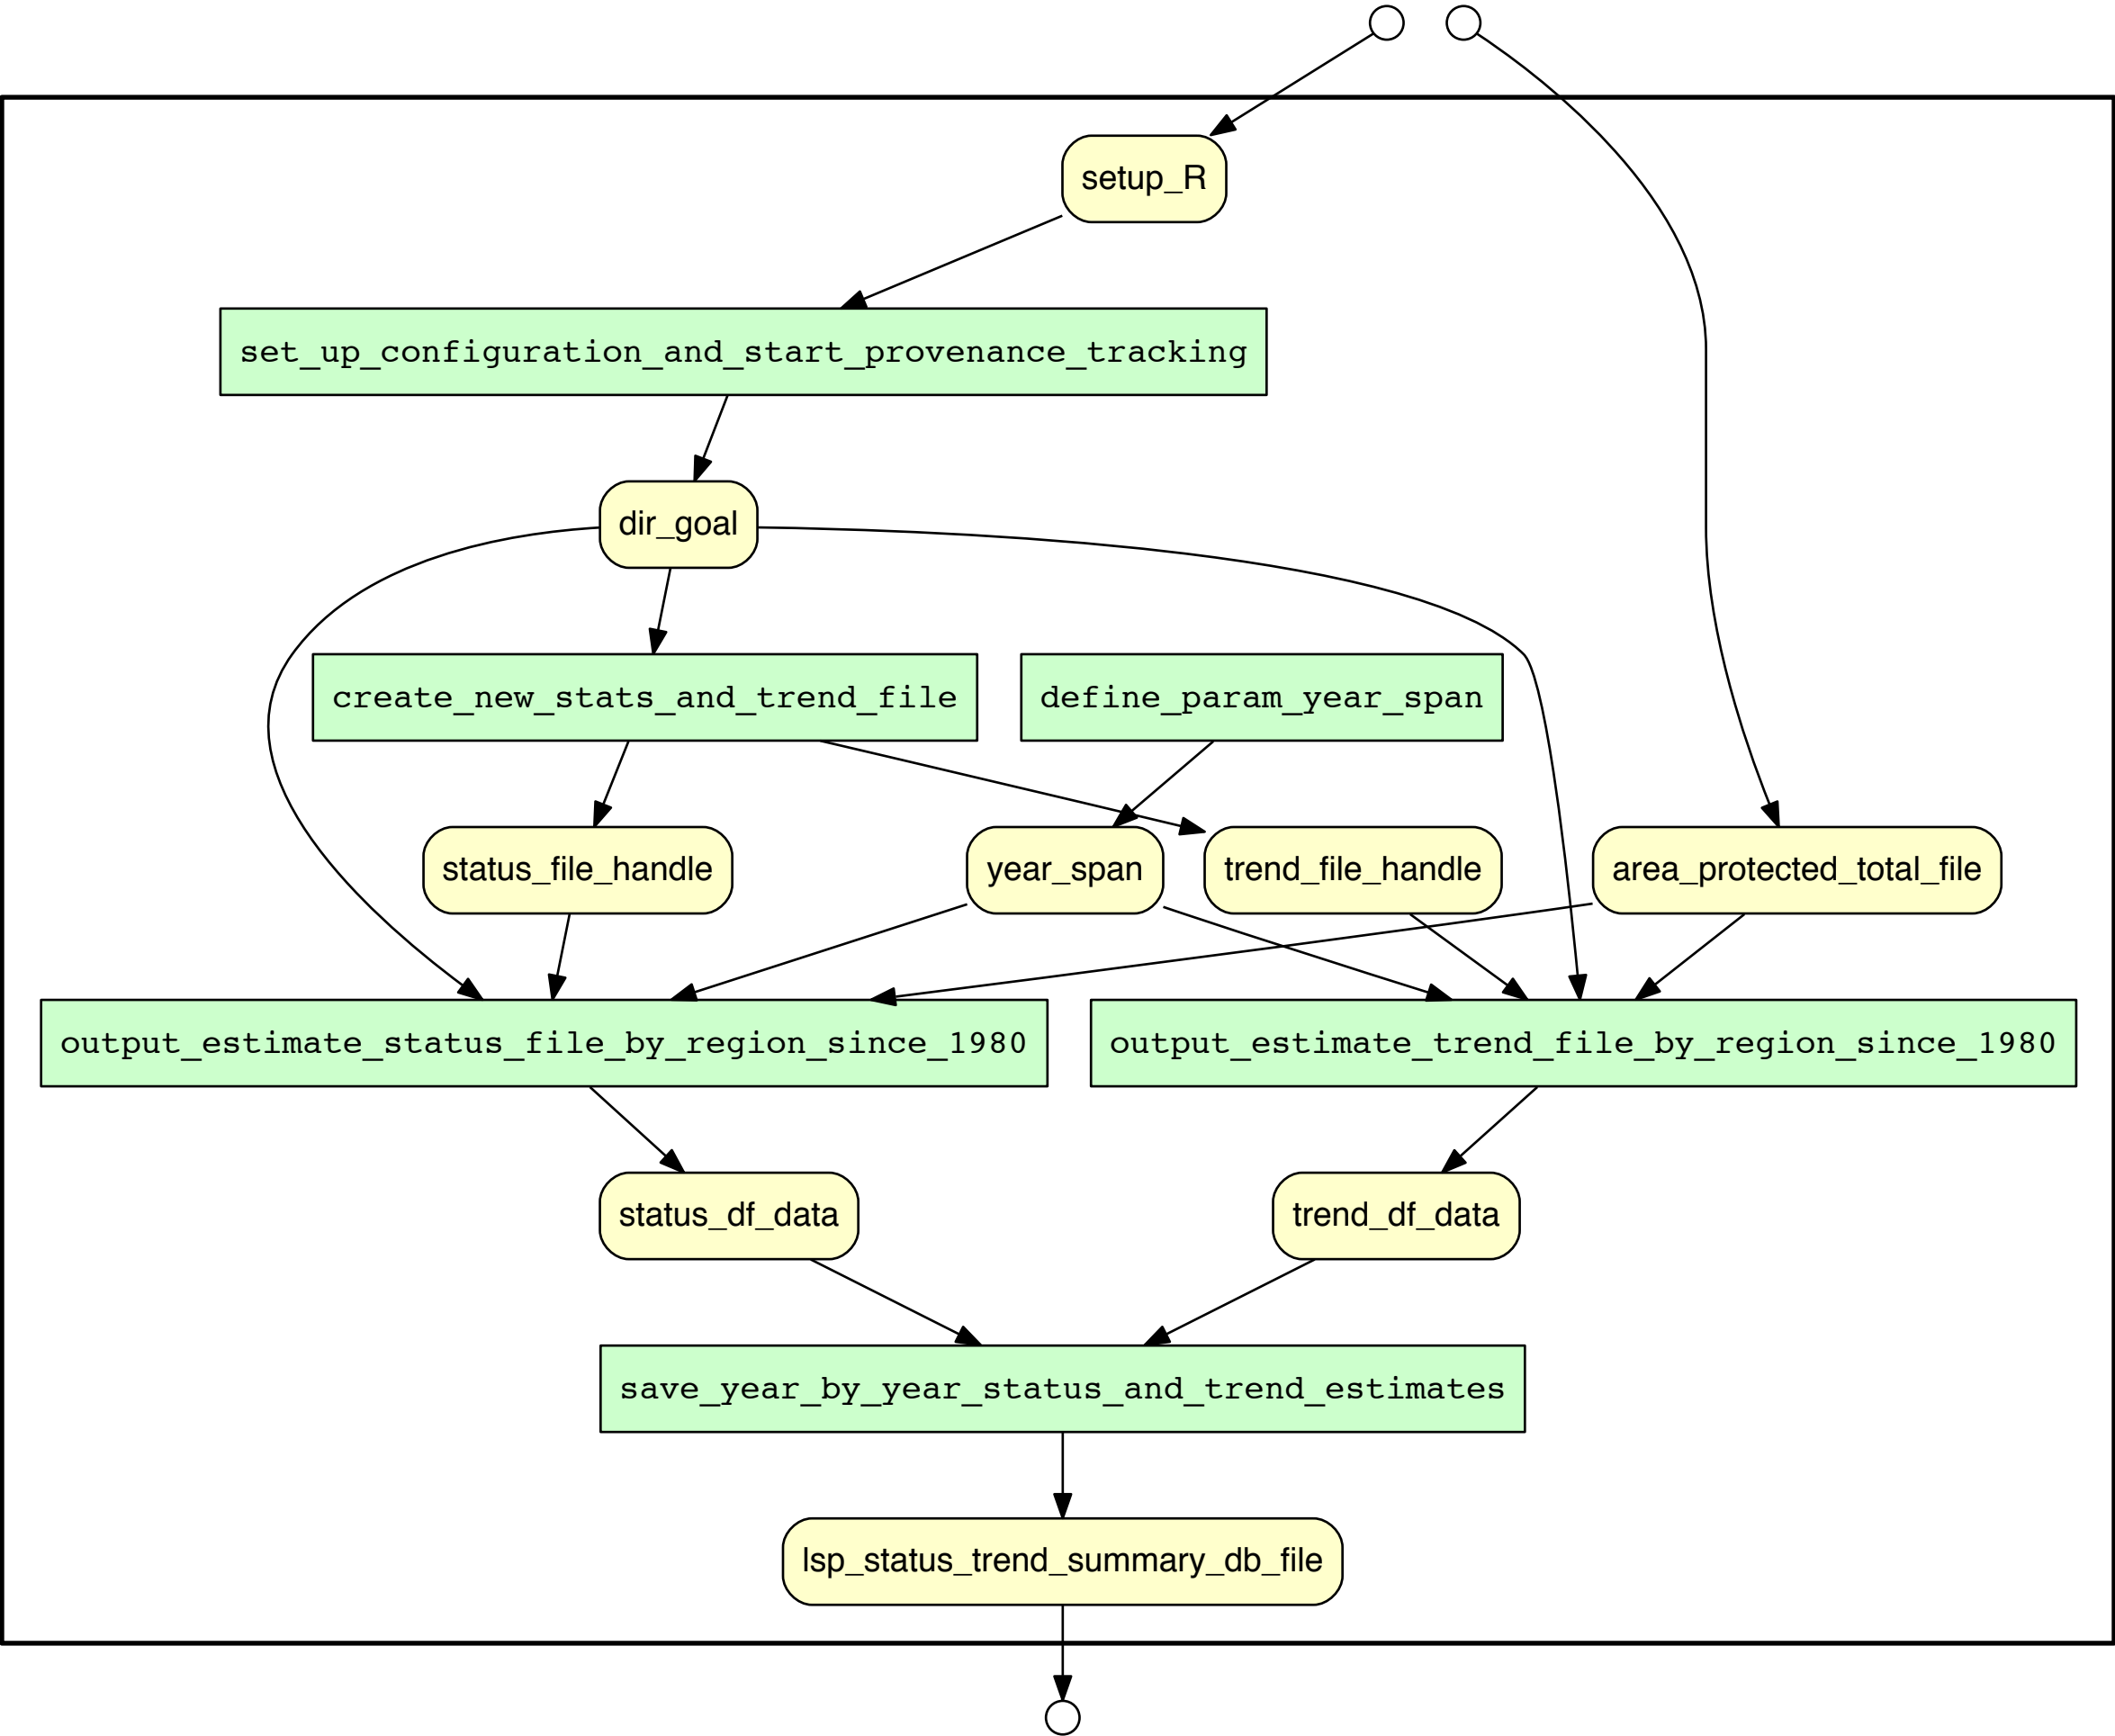 setup_R
set_up_configuration_and_start_provenance_tracking
dir_goal
create_new_stats_and_trend_file
define_param_year_span
status_file_handle
year_span
trend_file_handle
area_protected_total_file
output_estimate_status_file_by_region_since_1980
output_estimate_trend_file_by_region_since_1980
status_df_data
trend_df_data
save_year_by_year_status_and_trend_estimates
lsp_status_trend_summary_db_file